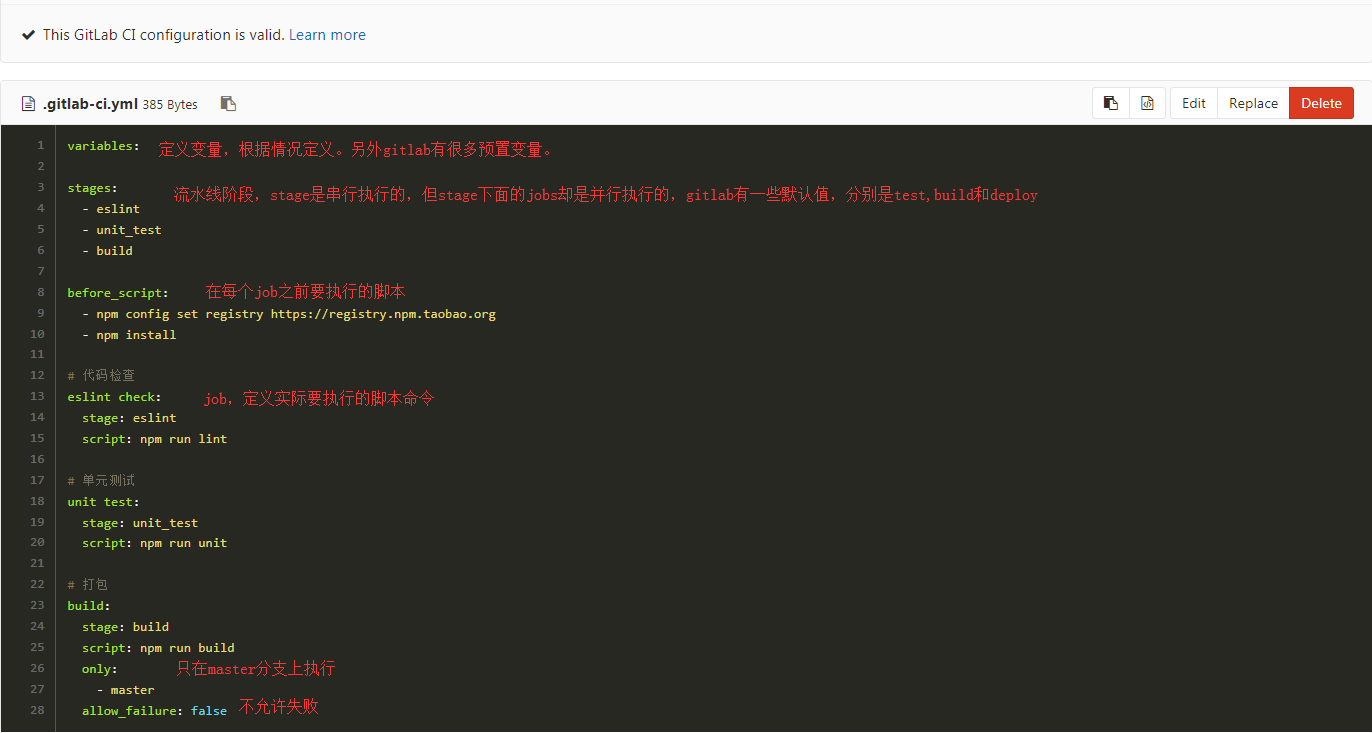 This GitLab CI configuration is valid. Learn more
.gitlab-ci.yml 385 Bytes Edit Replace Delete
1 variables: 定义变量，根据情况定义。另外gitlab有很多预置变量。
2
3 stages: 流水线阶段，stage是串行执行的，但stage下面的jobs却是并行执行的，gitlab有一些默认值，分别是test,build和deploy
4 - eslint
5 - unit_test
6 - build
7
8 before_script: 在每个job之前要执行的脚本
9 - npm config set registry https://registry.npm.taobao.org
10 - npm install
11
12 # 代码检查
13 eslint check: job，定义实际要执行的脚本命令
14 stage: eslint
15 script: npm run lint
16
17 # 单元测试
18 unit test:
19 stage: unit_test
20 script: npm run unit
21
22 # 打包
23 build:
24 stage: build
25 script: npm run build
26 only: 只在master分支上执行
27 - master
28 allow_failure: false 不允许失败